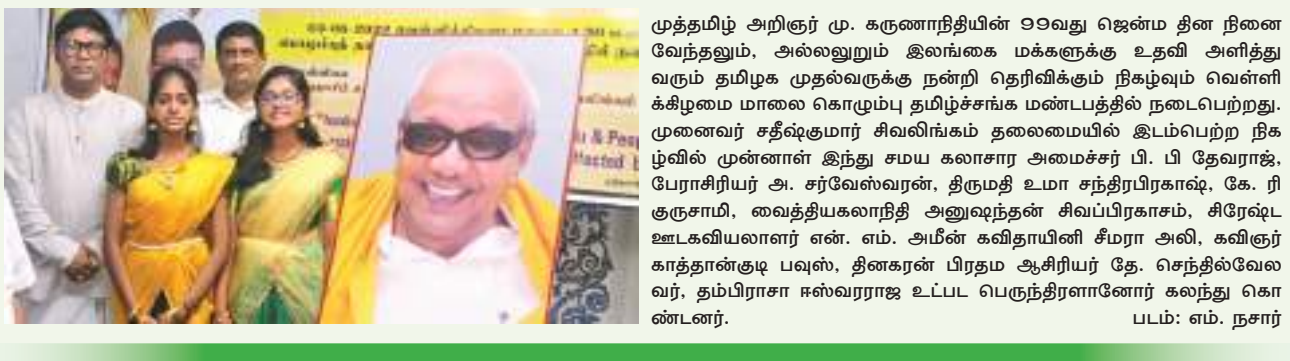 முத்தமிழ் அறிஞர் மு. கருணாநிதியின் 99வது ஜென்ம தின நினை
வேந்தலும், அல்லலுறும் இலங்கை மக்களுக்கு உதவி அளித்து
வரும் தமிழக முதல்வருக்கு நன்றி தெரிவிக்கும் நிகழ்வும் வெள்ளி
க்கிழமை மாலை கொழும்பு தமிழ்ச்சங்க மண்டபத்தில் நடைபெற்றது.
முனைவர் சதீஷ்குமார் சிவலிங்கம் தலைமையில் இடம்பெற்ற நிக
ழ்வில் முன்னாள் இந்து சமய கலாசார அமைச்சர் பி. பி தேவராஜ்,
பேராசிரியர் அ. சர்வேஸ்வரன், திருமதி உமா சந்திரபிரகாஷ், கே. ரி
குருசாமி, வைத்தியகலாநிதி அனுஷந்தன் சிவப்பிரகாசம், சிரேஷ்ட
ஊடகவியலாளர் என். எம். அமீன் கவிதாயினி சீமரா அலி, கவிஞர்
காத்தான்குடி பவுஸ், தினகரன் பிரதம ஆசிரியர் தே. செந்தில்வேல
வர், தம்பிராசா ஈஸ்வரராஜ உட்பட பெருந்திரளானோர் கலந்து கொ
ண்டனர். படம்: எம். நசார்